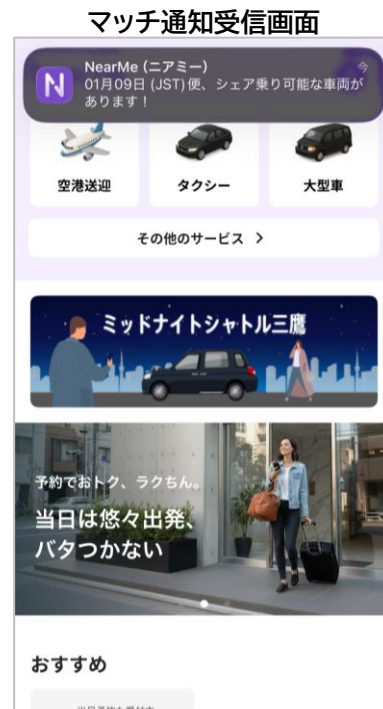 マッチ通知受信画面
NearMe (ニアミー)
今
01月09日 (JST) 便、シェア乗り可能な車両が
あります！
空港送迎
タクシー
大型車
その他のサービス >
ミッドナイトシャトル三鷹
予約でおトク、ラクちん。
当日は悠々出発、
バタつかない
おすすめ